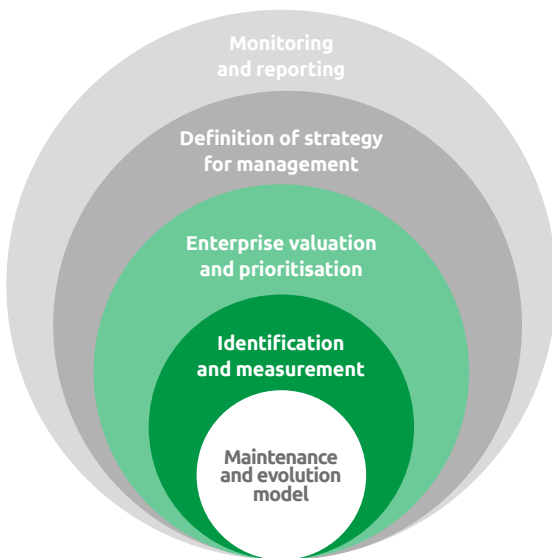 Monitoring
and reporting
Definition of strategy
for management
Enterprise valuation
and prioritisation
Identification
and measurement
Maintenance
and evolution
model